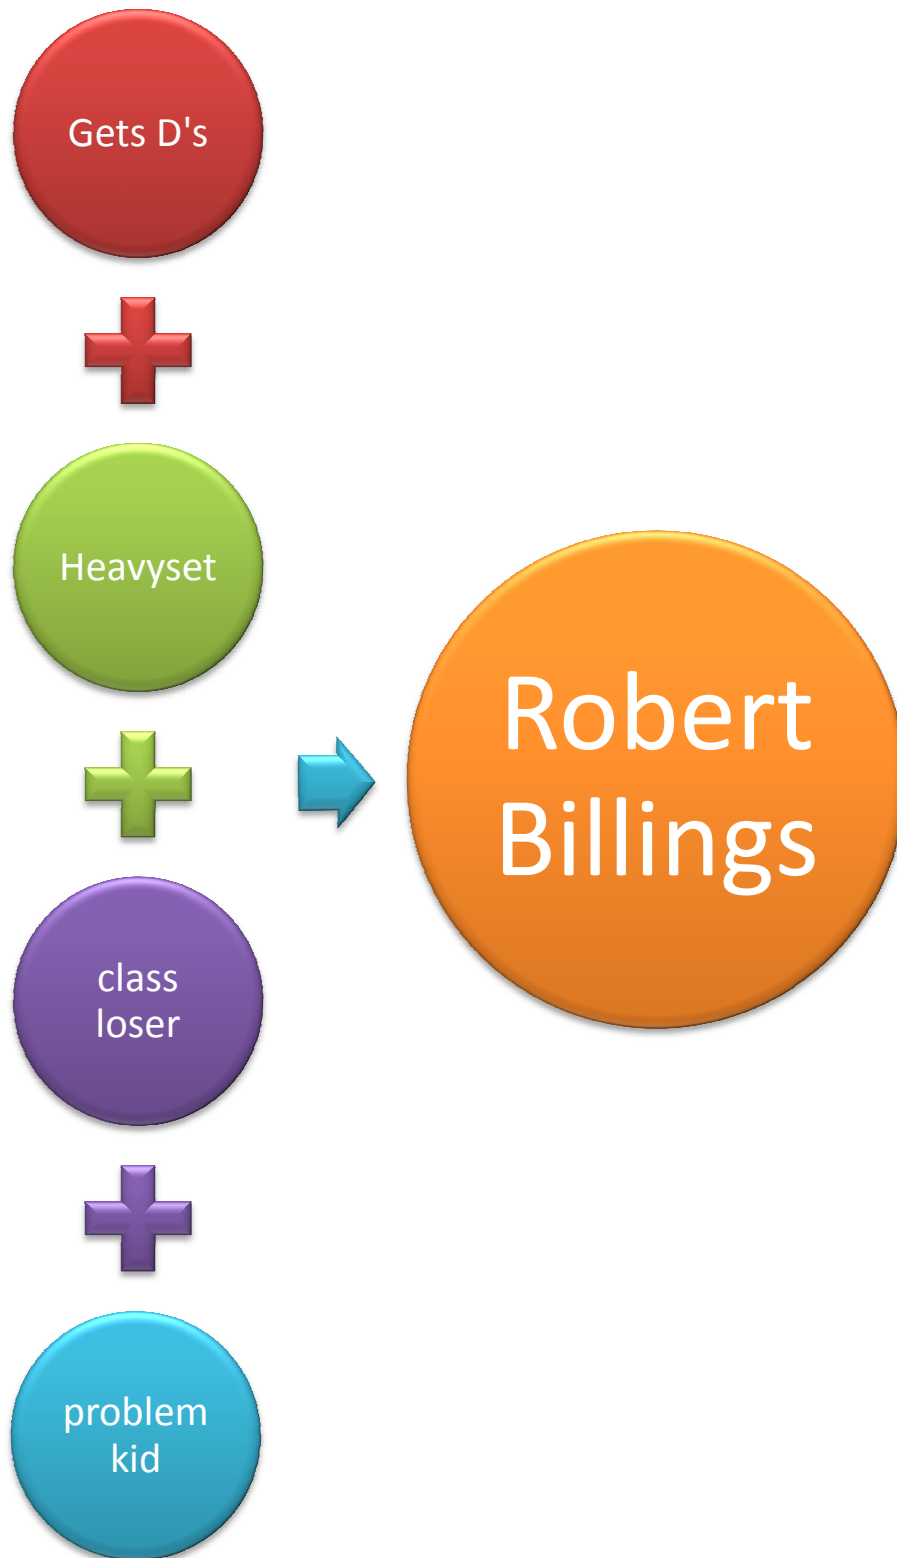 Gets D's
Heavyset
class
loser
problem
kid
Robert
Billings